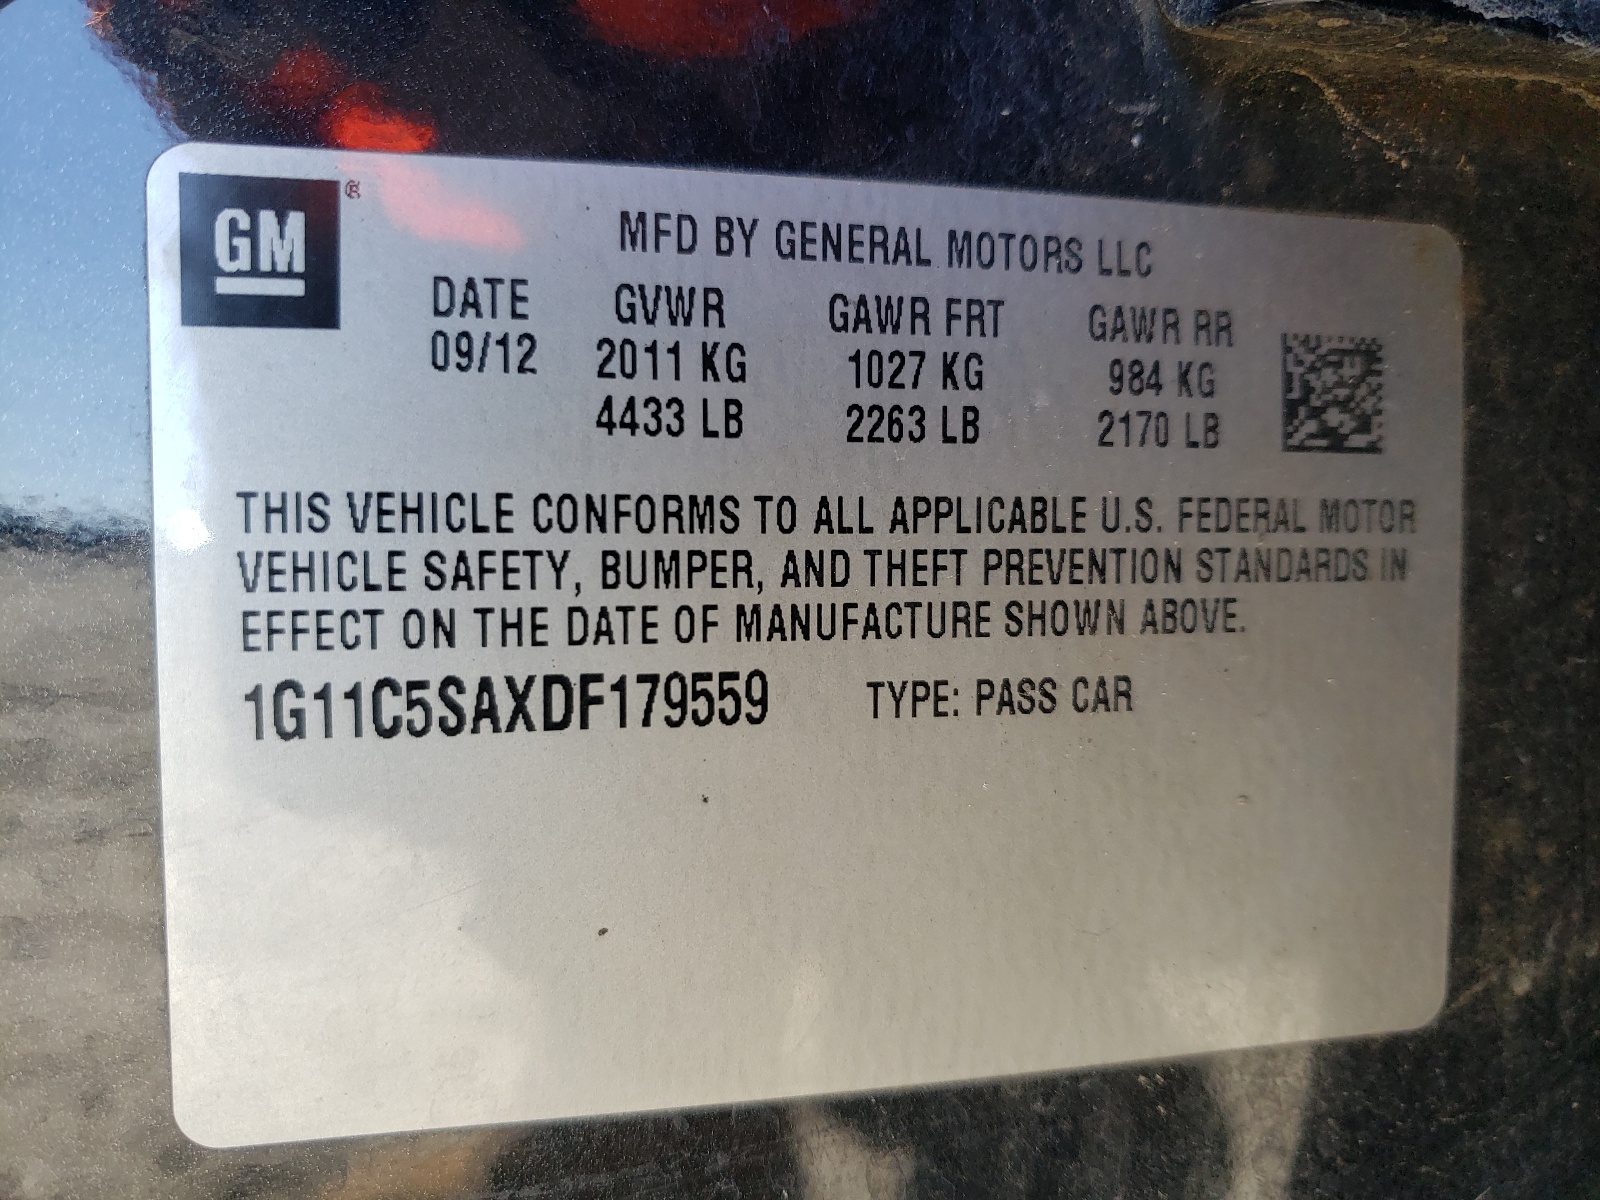 GM ®
MFD BY GENERAL MOTORS LLC
DATE GVWR GAWR FRT GAWR RR
09/12 2011 KG 1027 KG 984 KG
4433 LB 2263 LB 2170 LB
THIS VEHICLE CONFORMS TO ALL APPLICABLE U.S. FEDERAL MOTOR
VEHICLE SAFETY, BUMPER, AND THEFT PREVENTION STANDARDS IN
EFFECT ON THE DATE OF MANUFACTURE SHOWN ABOVE.
1G11C5SAXDF179559 TYPE: PASS CAR